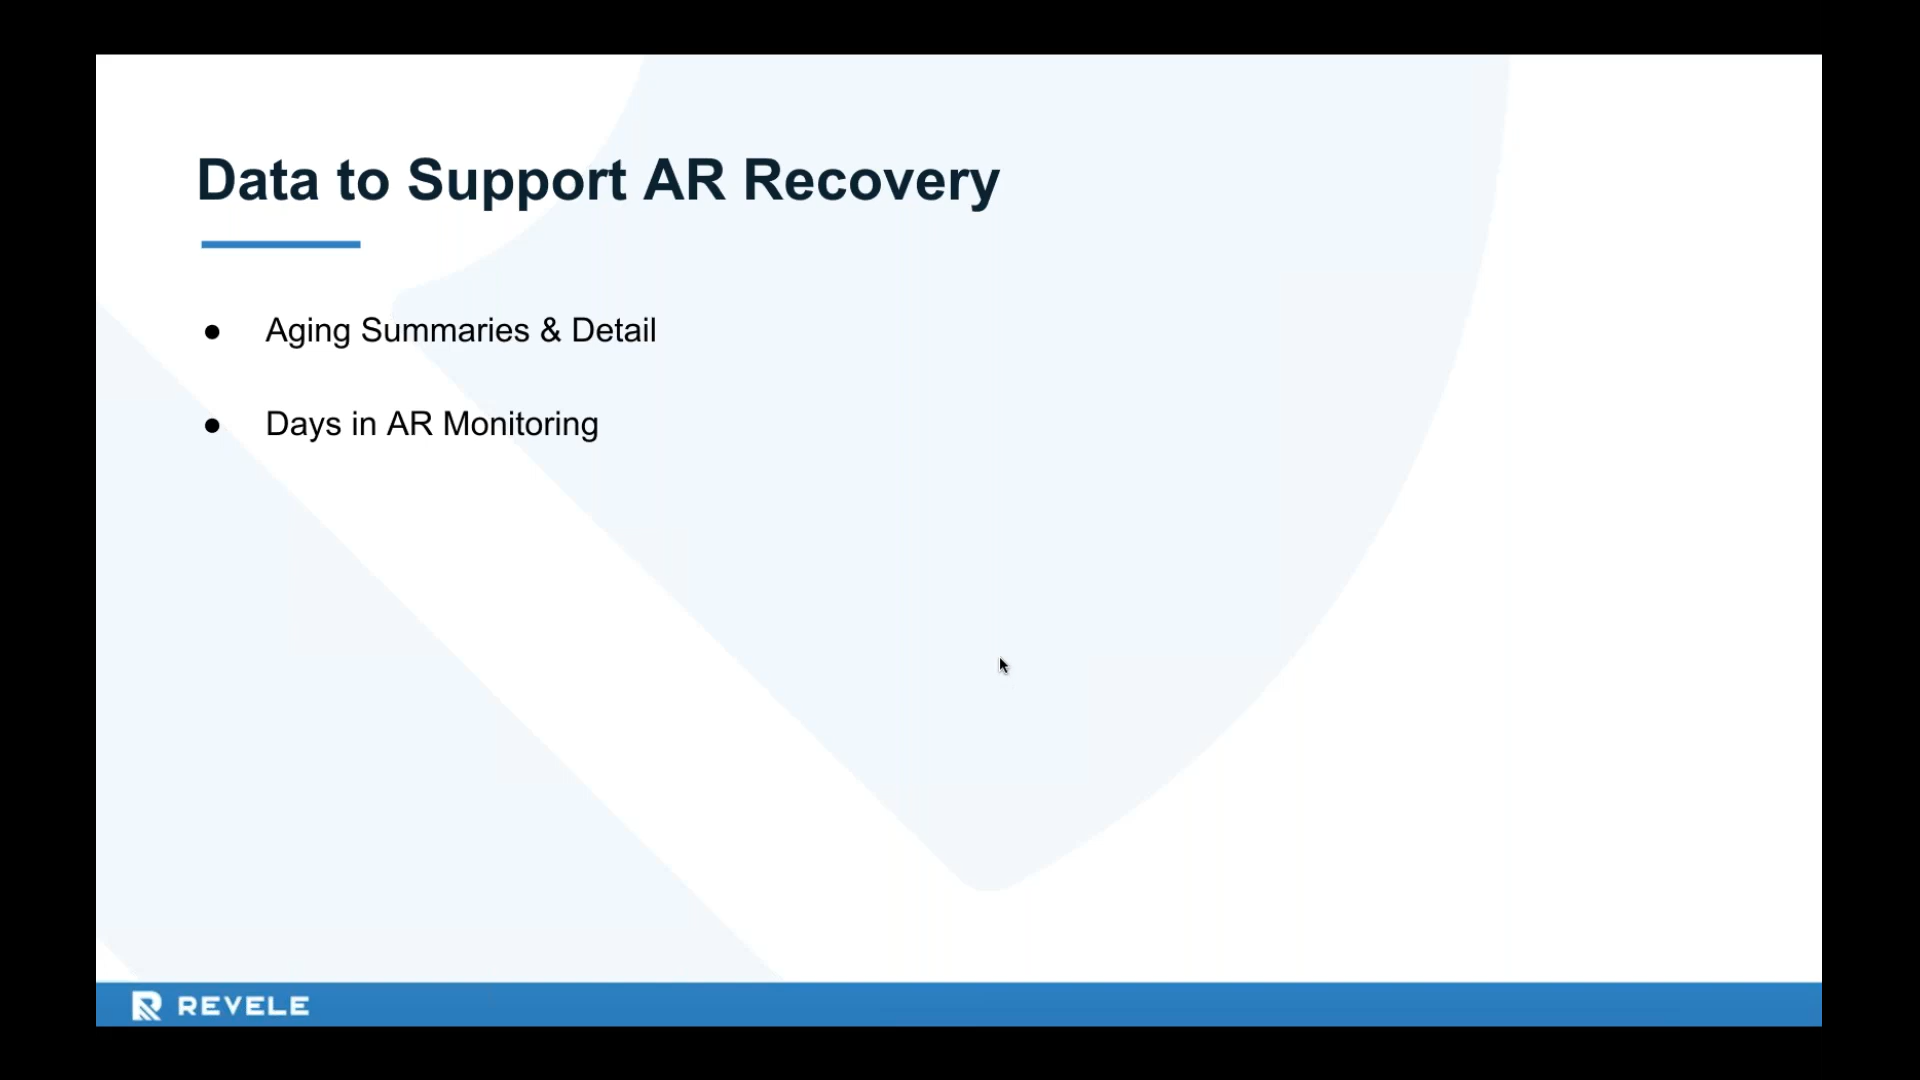 Data to Support AR Recovery
● Aging Summaries & Detail
● Days in AR Monitoring
REVELE